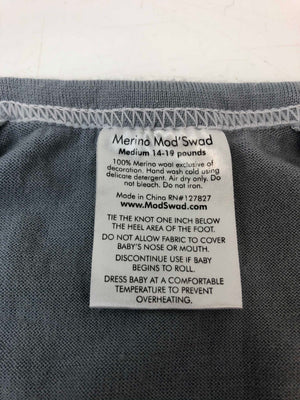 Merino Mod'Swad
Medium 14-19 pounds
100% Merino wool exclusive of
decoration. Hand wash cold using
delicate detergent. Air dry only. Do
not bleach. Do not iron.
Made in China RN#127827
www.ModSwad.com
TIE THE KNOT ONE INCH BELOW
THE HEEL AREA OF THE FOOT.
DO NOT ALLOW FABRIC TO COVER
BABY'S NOSE OR MOUTH.
DISCONTINUE USE IF BABY
BEGINS TO ROLL.
DRESS BABY AT A COMFORTABLE
TEMPERATURE TO PREVENT
OVERHEATING.